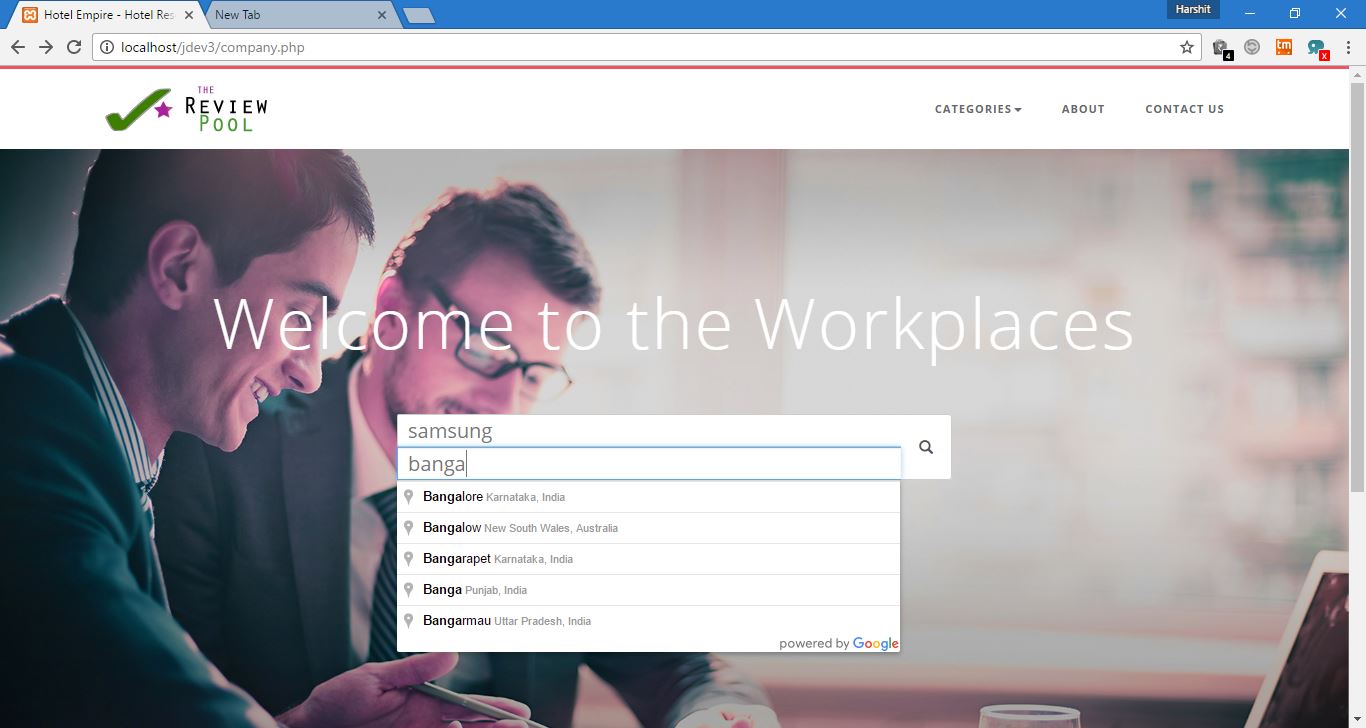 Hotel Empire - Hotel Res
New Tab
Harshit
localhost/jdev3/company.php
4
tm
x
THE
REVIEW
POOL
CATEGORIES
ABOUT
CONTACT US
Welcome to the Workplaces
samsung
banga
Bangalore Karnataka, India
Bangalow New South Wales, Australia
Bangarapet Karnataka, India
Banga Punjab, India
Bangarmau Uttar Pradesh, India
powered by Google